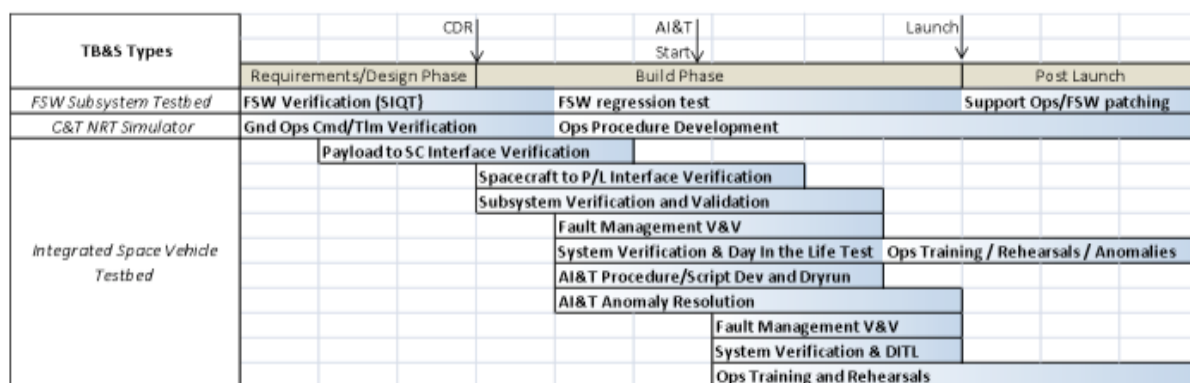 CDR
AI&T
Launch
TB&S Types
Start
Requirements/Design Phase
Build Phase
Post Launch
FSW Subsystem Testbed
FSW Verification (SIQT)
FSW regression test
Support Ops/FSW patching
C&T NRT Simulator
Gnd Ops Cmd/Tlm Verification
Ops Procedure Development
Payload to SC Interface Verification
Spacecraft to P/L Interface Verification
Subsystem Verification and Validation
Fault Management V&V
Integrated Space Vehicle
Testbed
System Verification & Day In the Life Test
Ops Training / Rehearsals / Anomalies
AI&T Procedure/Script Dev and Dryrun
AI&T Anomaly Resolution
Fault Management V&V
System Verification & DITL
Ops Training and Rehearsals